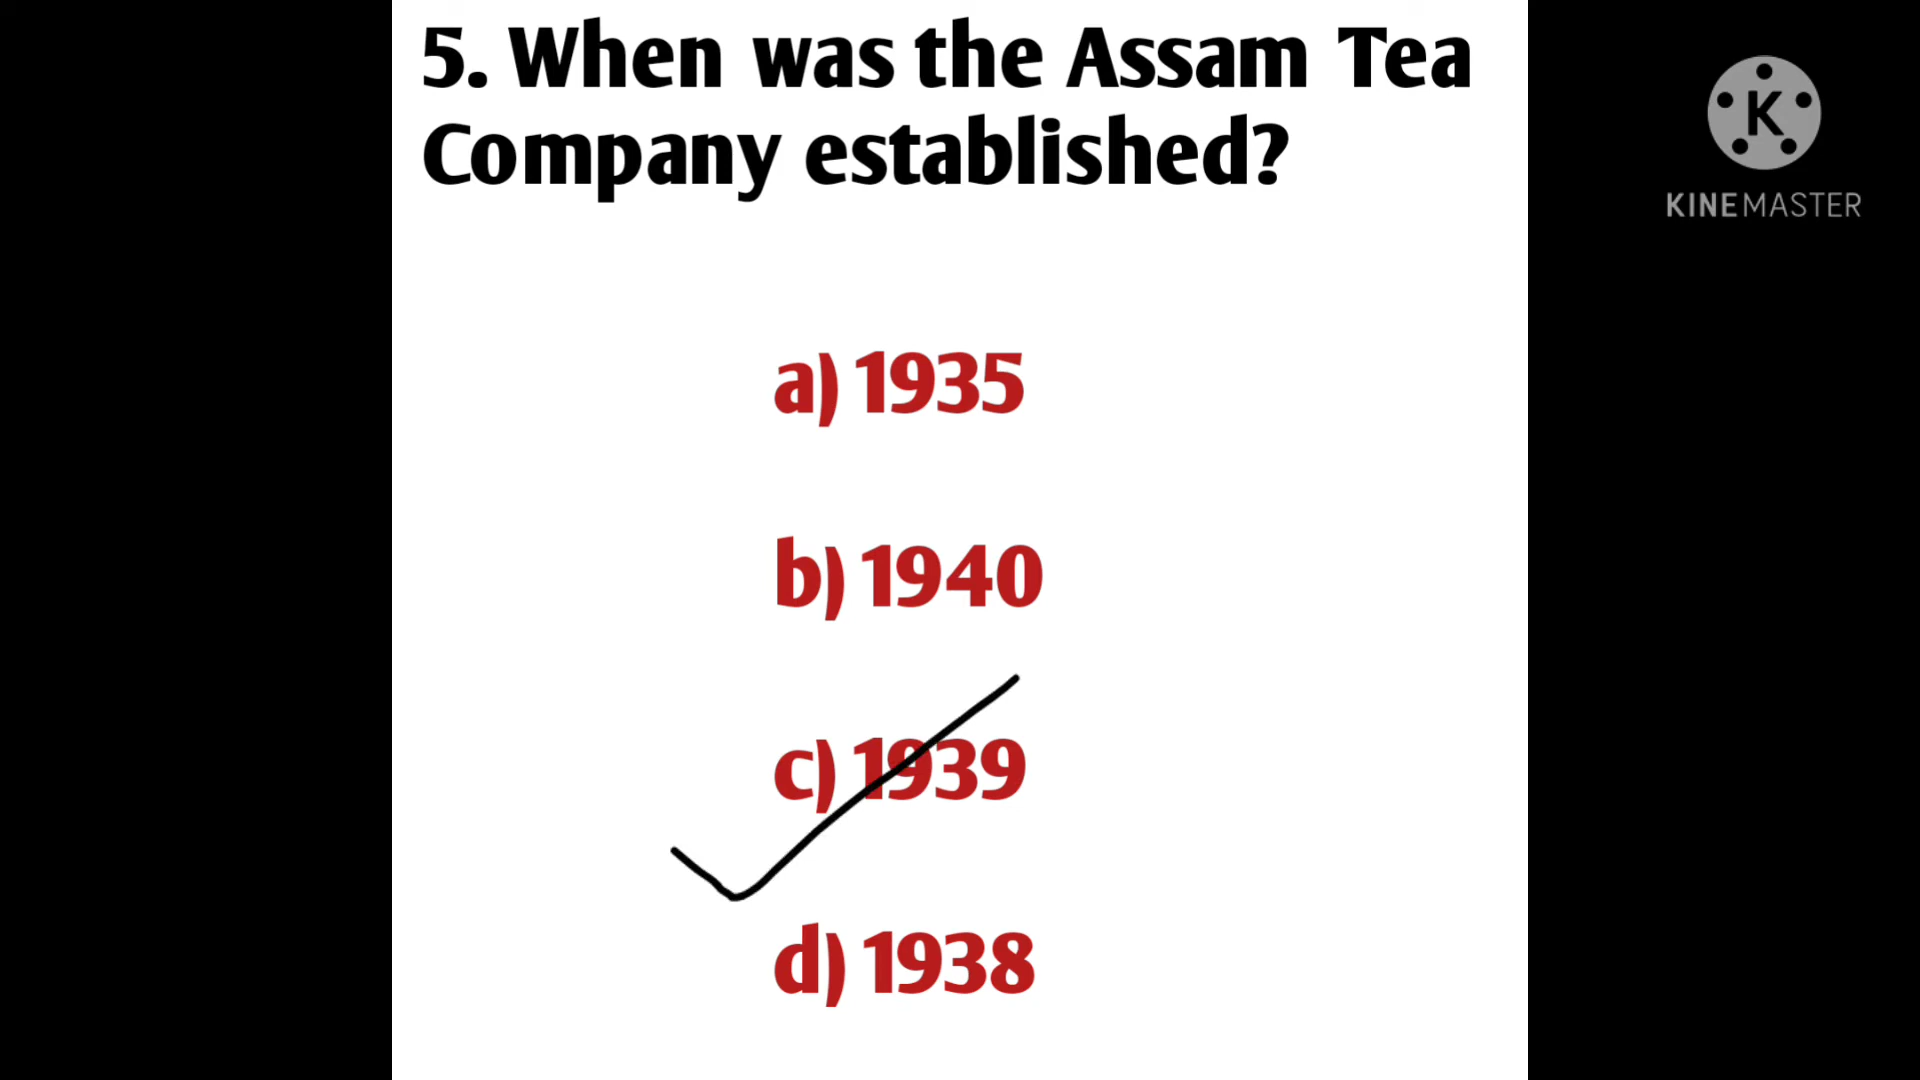 5. When was the Assam Tea
Company established?
KINEMASTER
a) 1935
b) 1940
c) 1939
d) 1938